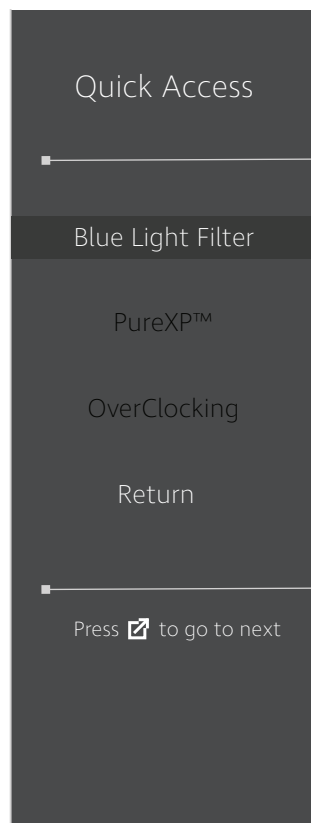 Quick Access
Blue Light Filter
PureXP™
OverClocking
Return
Press to go to next